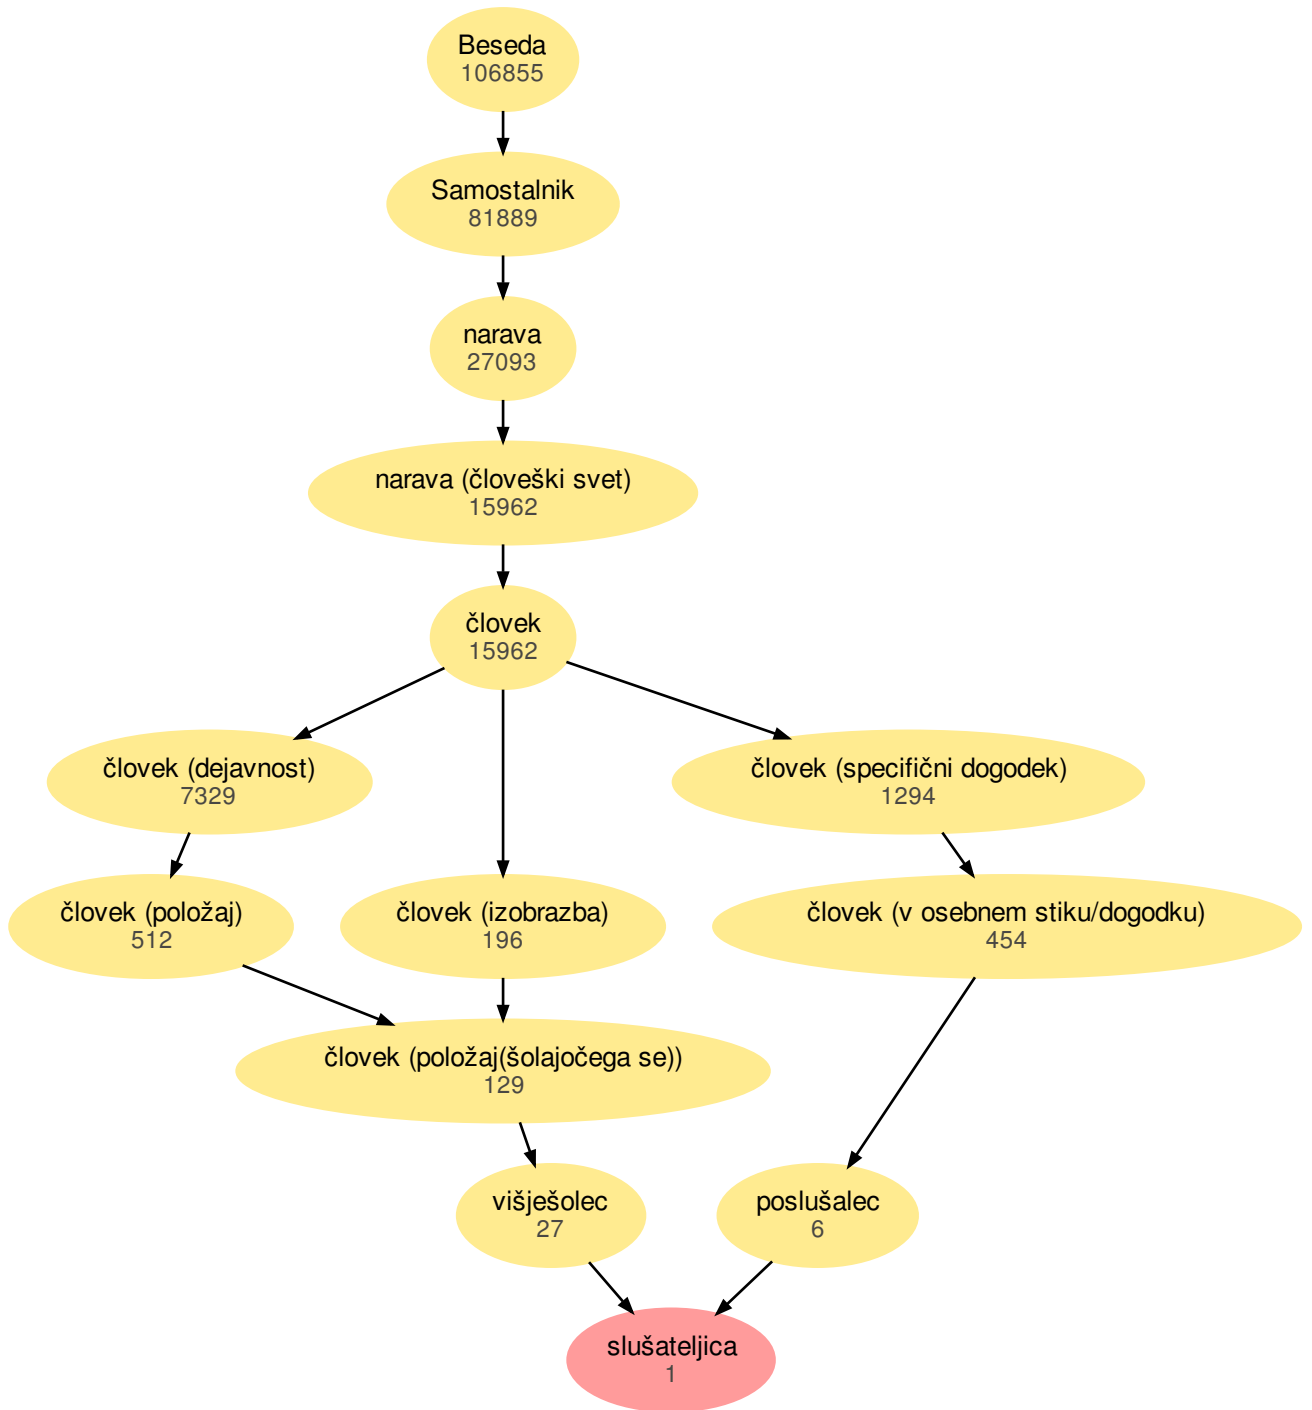 Beseda
106855
Samostalnik
81889
narava
27093
narava (človeški svet)
15962
človek
15962
človek (dejavnost)
7329
človek (specifični dogodek)
1294
človek (položaj)
512
človek (izobrazba)
196
človek (v osebnem stiku/dogodku)
454
človek (položaj(šolajočega se))
129
višješolec
27
poslušalec
6
slušateljica
1